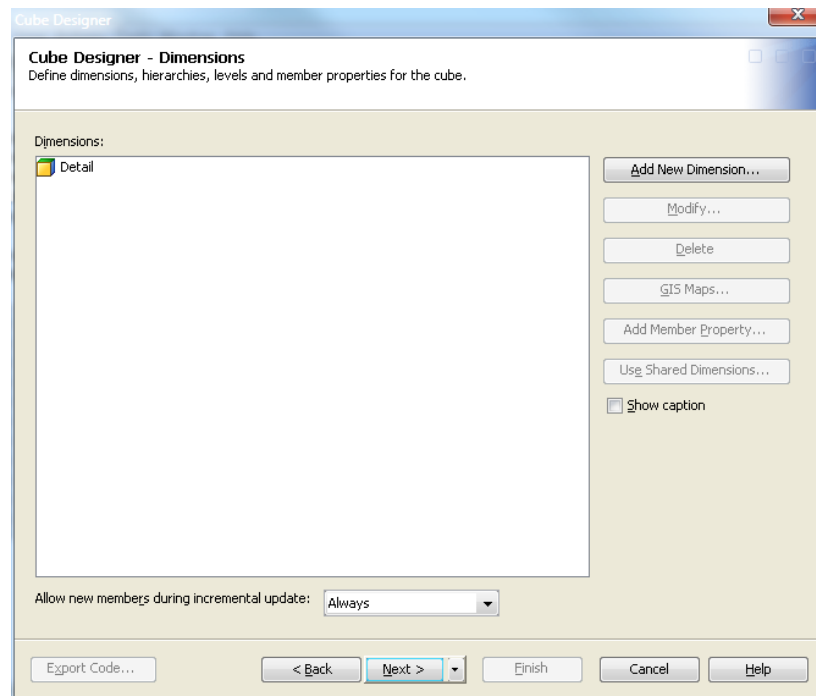 Cube Designer
Cube Designer - Dimensions
Define dimensions, hierarchies, levels and member properties for the cube.
Dimensions:
Detail
Add New Dimension...
Modify...
Delete
GIS Maps...
Add Member Property...
Use Shared Dimensions...
Show caption
Allow new members during incremental update: Always
Export Code... < Back Next > Finish Cancel Help